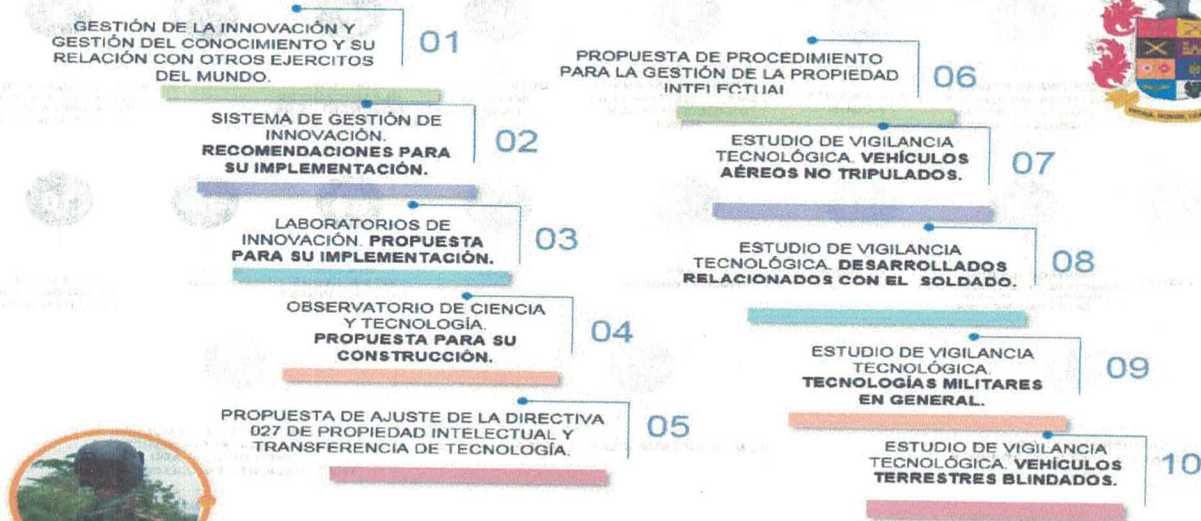 GESTIÓN DE LA INNOVACIÓN Y
GESTIÓN DEL CONOCIMIENTO Y SU
RELACIÓN CON OTROS EJERCITOS
DEL MUNDO.
01
SISTEMA DE GESTIÓN DE
INNOVACIÓN.
RECOMENDACIONES PARA
SU IMPLEMENTACIÓN.
02
LABORATORIOS DE
INNOVACIÓN. PROPUESTA
PARA SU IMPLEMENTACIÓN.
03
OBSERVATORIO DE CIENCIA
Y TECNOLOGÍA.
PROPUESTA PARA SU
CONSTRUCCIÓN.
04
PROPUESTA DE AJUSTE DE LA DIRECTIVA
027 DE PROPIEDAD INTELECTUAL Y
TRANSFERENCIA DE TECNOLOGÍA.
05
PROPUESTA DE PROCEDIMIENTO
PARA LA GESTIÓN DE LA PROPIEDAD
INTELECTUAL
06
ESTUDIO DE VIGILANCIA
TECNOLÓGICA. VEHÍCULOS
AÉREOS NO TRIPULADOS.
07
ESTUDIO DE VIGILANCIA
TECNOLÓGICA. DESARROLLADOS
RELACIONADOS CON EL SOLDADO.
08
ESTUDIO DE VIGILANCIA
TECNOLÓGICA.
TECNOLOGÍAS MILITARES
EN GENERAL.
09
ESTUDIO DE VIGILANCIA
TECNOLÓGICA. VEHÍCULOS
TERRESTRES BLINDADOS.
10